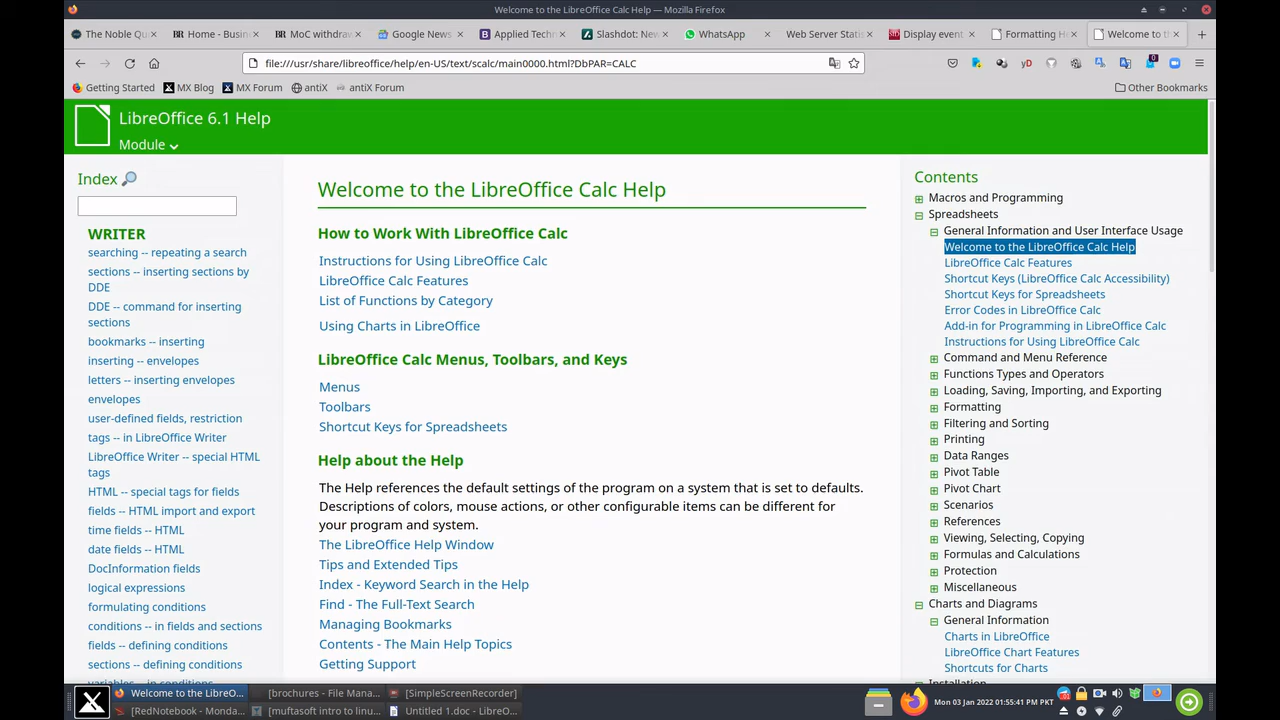 Welcome to the LibreOffice Calc Help — Mozilla Firefox
The Noble Qu
Home - Busin
MoC withdraw
Google News
Applied Techn
Slashdot: New
WhatsApp
Web Server Stati
Display event
Formatting He
Welcome to th
file:///usr/share/libreoffice/help/en-US/text/scalc/main0000.html?DbPAR=CALC
Getting Started
MX Blog
MX Forum
antiX
antiX Forum
Other Bookmarks
LibreOffice 6.1 Help
Module
Index
WRITER
searching -- repeating a search
sections -- inserting sections by
DDE
DDE -- command for inserting
sections
bookmarks -- inserting
inserting -- envelopes
letters -- inserting envelopes
envelopes
user-defined fields, restriction
tags -- in LibreOffice Writer
LibreOffice Writer -- special HTML
tags
HTML -- special tags for fields
fields -- HTML import and export
time fields -- HTML
date fields -- HTML
DocInformation fields
logical expressions
formulating conditions
conditions -- in fields and sections
fields -- defining conditions
sections -- defining conditions
variables -- in conditions
Welcome to the LibreOffice Calc Help
How to Work With LibreOffice Calc
Instructions for Using LibreOffice Calc
LibreOffice Calc Features
List of Functions by Category
Using Charts in LibreOffice
LibreOffice Calc Menus, Toolbars, and Keys
Menus
Toolbars
Shortcut Keys for Spreadsheets
Help about the Help
The Help references the default settings of the program on a system that is set to defaults.
Descriptions of colors, mouse actions, or other configurable items can be different for
your program and system.
The LibreOffice Help Window
Tips and Extended Tips
Index - Keyword Search in the Help
Find - The Full-Text Search
Managing Bookmarks
Contents - The Main Help Topics
Getting Support
Contents
Macros and Programming
Spreadsheets
General Information and User Interface Usage
Welcome to the LibreOffice Calc Help
LibreOffice Calc Features
Shortcut Keys (LibreOffice Calc Accessibility)
Shortcut Keys for Spreadsheets
Error Codes in LibreOffice Calc
Add-in for Programming in LibreOffice Calc
Instructions for Using LibreOffice Calc
Command and Menu Reference
Functions Types and Operators
Loading, Saving, Importing, and Exporting
Formatting
Filtering and Sorting
Printing
Data Ranges
Pivot Table
Pivot Chart
Scenarios
References
Viewing, Selecting, Copying
Formulas and Calculations
Protection
Miscellaneous
Charts and Diagrams
General Information
Charts in LibreOffice
LibreOffice Chart Features
Shortcuts for Charts
Installation
Welcome to the LibreO...
[brochures - File Mana...
[SimpleScreenRecorder]
[RedNotebook - Monda...
[muftasoft intro to linu...
Untitled 1.doc - LibreO...
Mon 03 Jan 2022 01:55:41 PM PKT